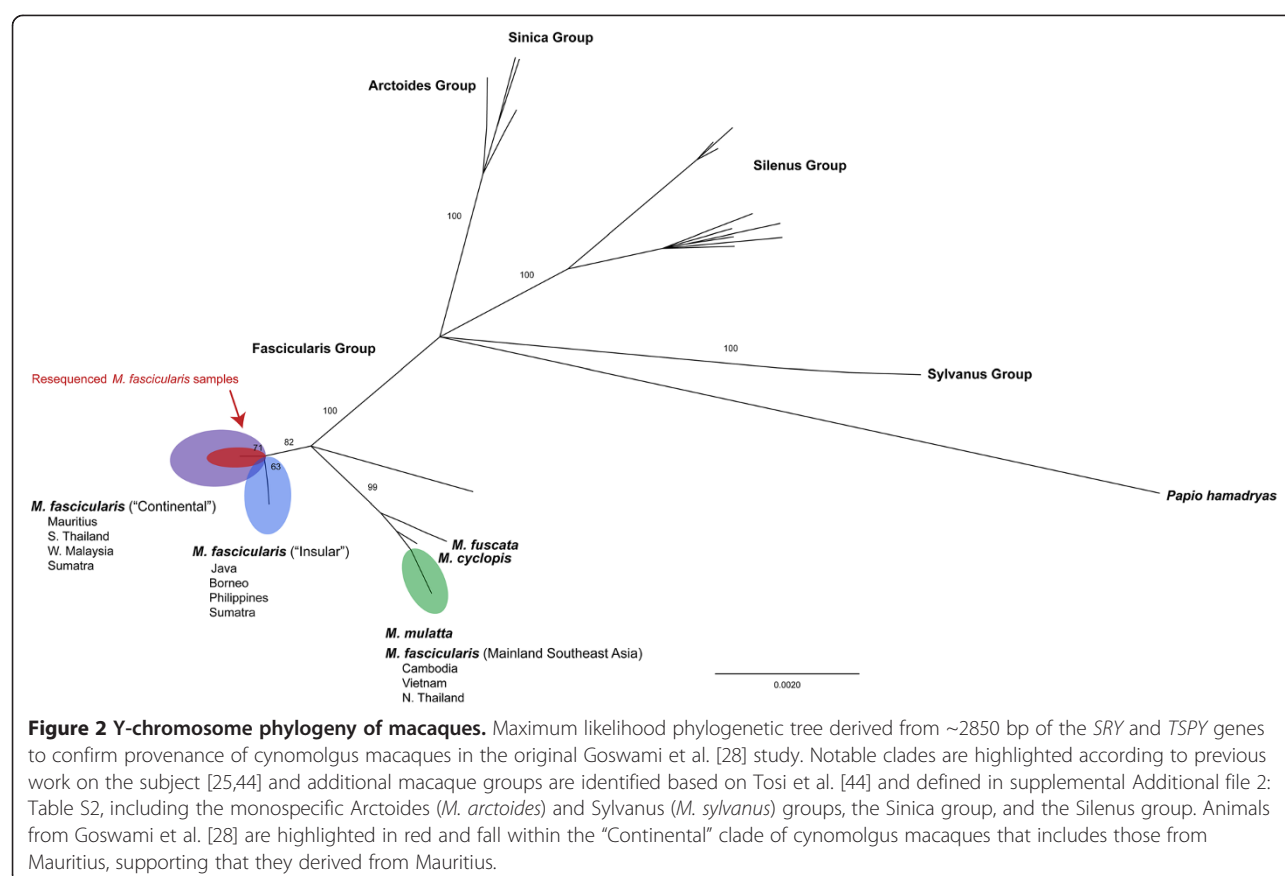 Sinica Group
Arctoides Group
Silenus Group
100
100
100
Sylvanus Group
Fascicularis Group
Resequenced M. fascicularis samples
100
82
71
63
99
Papio hamadryas
M. fascicularis ("Continental")
Mauritius
S. Thailand
W. Malaysia
Sumatra
M. fascicularis ("Insular")
Java
Borneo
Philippines
Sumatra
M. fuscata
M. cyclopis
M. mulatta
M. fascicularis (Mainland Southeast Asia)
Cambodia
Vietnam
N. Thailand
0.0020
Figure 2 Y-chromosome phylogeny of macaques. Maximum likelihood phylogenetic tree derived from ~2850 bp of the SRY and TSPY genes
to confirm provenance of cynomolgus macaques in the original Goswami et al. [28] study. Notable clades are highlighted according to previous
work on the subject [25,44] and additional macaque groups are identified based on Tosi et al. [44] and defined in supplemental Additional file 2:
Table S2, including the monospecific Arctoides (M. arctoides) and Sylvanus (M. sylvanus) groups, the Sinica group, and the Silenus group. Animals
from Goswami et al. [28] are highlighted in red and fall within the "Continental" clade of cynomolgus macaques that includes those from
Mauritius, supporting that they derived from Mauritius.